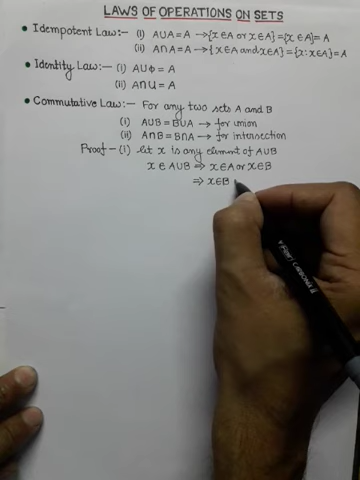 LAWS OF OPERATIONS ON SETS
• Idempotent Law:- (i) A∪A = A → {x∈A or x∈A} = {x∈A} = A
(ii) A∩A = A → {x∈A and x∈A} = {x:x∈A} = A
• Identity Law:- (i) A∪Φ = A
(ii) A∩U = A
• Commutative Law:- For any two sets A and B
(i) A∪B = B∪A → for union
(ii) A∩B = B∩A → for intersection
Proof - (i) let x is any element of A∪B
x ∈ A∪B ⇒ x∈A or x∈B
⇒ x∈B